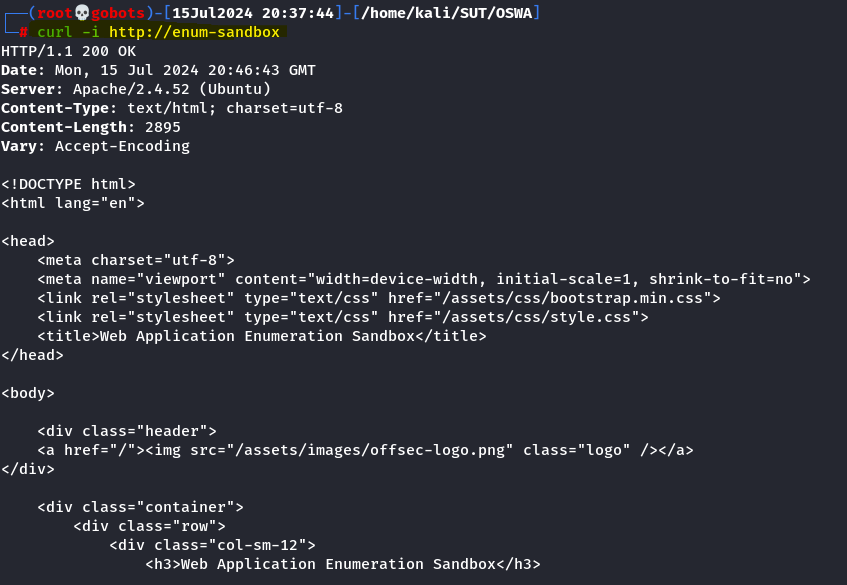 ┌──(root💀gobots)-[15Jul2024 20:37:44]-[/home/kali/SUT/OSWA]
└─# curl -i http://enum-sandbox
HTTP/1.1 200 OK
Date: Mon, 15 Jul 2024 20:46:43 GMT
Server: Apache/2.4.52 (Ubuntu)
Content-Type: text/html; charset=utf-8
Content-Length: 2895
Vary: Accept-Encoding

<!DOCTYPE html>
<html lang="en">

<head>
    <meta charset="utf-8">
    <meta name="viewport" content="width=device-width, initial-scale=1, shrink-to-fit=no">
    <link rel="stylesheet" type="text/css" href="/assets/css/bootstrap.min.css">
    <link rel="stylesheet" type="text/css" href="/assets/css/style.css">
    <title>Web Application Enumeration Sandbox</title>
</head>

<body>

    <div class="header">
    <a href="/"><img src="/assets/images/offsec-logo.png" class="logo" /></a>
</div>

    <div class="container">
        <div class="row">
            <div class="col-sm-12">
                <h3>Web Application Enumeration Sandbox</h3>